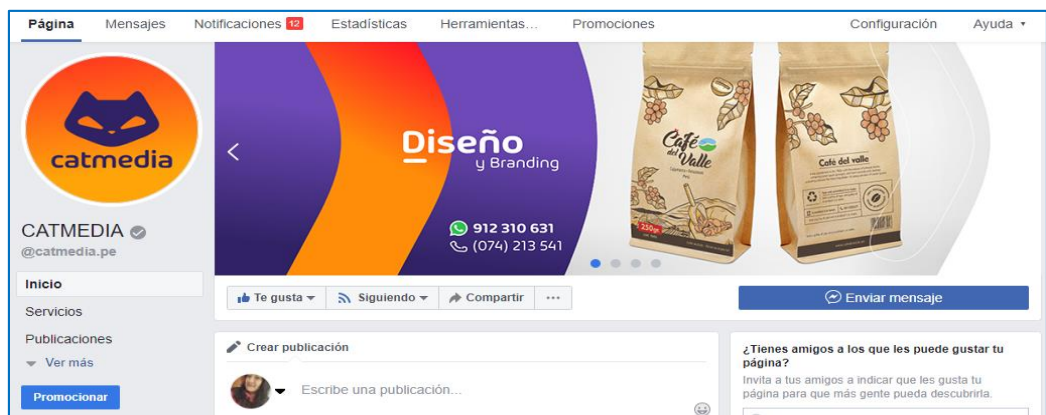 Página Mensajes Notificaciones 12 Estadísticas Herramientas... Promociones Configuración Ayuda
catmedia
Diseño
y Branding
912 310 631
(074) 213 541
Café
del Valle
250gr
Café del valle
CATMEDIA
@catmedia.pe
Inicio
Servicios
Publicaciones
Ver más
Promocionar
Te gusta Siguiendo Compartir ...
Enviar mensaje
Crear publicación
Escribe una publicación...
¿Tienes amigos a los que les puede gustar tu
página?
Invita a tus amigos a indicar que les gusta tu
página para que más gente pueda descubrirla.